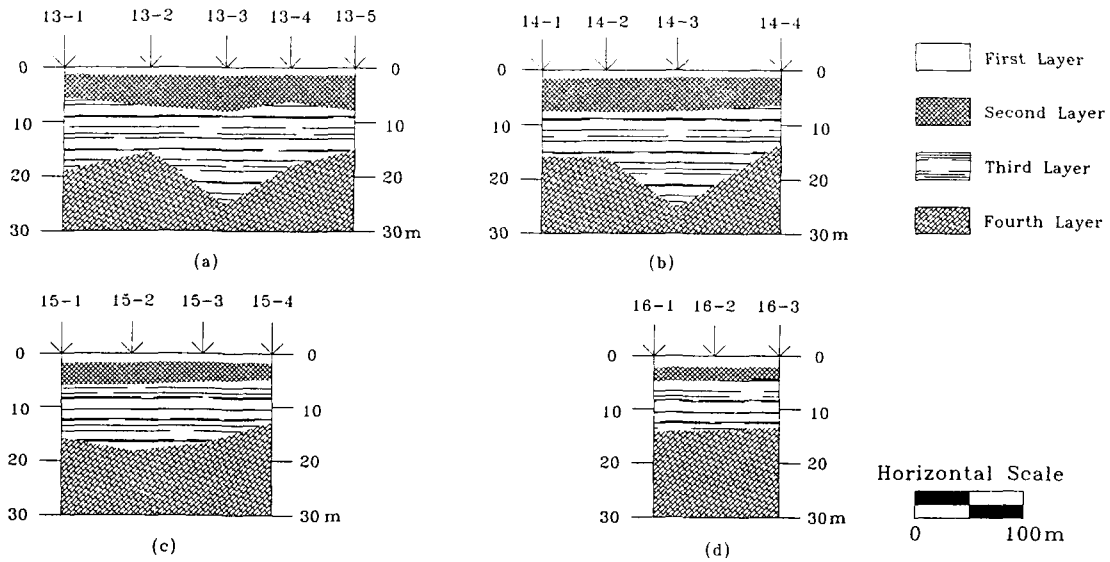 13-1 13-2 13-3 13-4 13-5
0 0
10 10
20 20
30 30 m
(a)
14-1 14-2 14-3 14-4
0 0
10 10
20 20
30 30 m
(b)
First Layer
Second Layer
Third Layer
Fourth Layer
15-1 15-2 15-3 15-4
0 0
10 10
20 20
30 30 m
(c)
16-1 16-2 16-3
0 0
10 10
20 20
30 30 m
(d)
Horizontal Scale
0 100 m